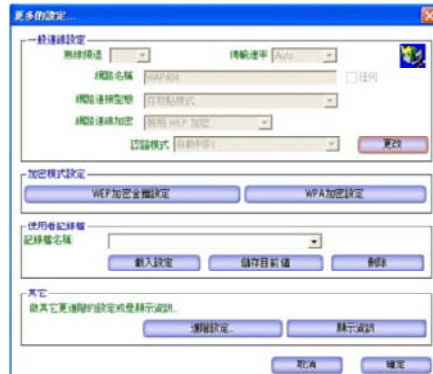 更多的設定...
一般連線設定
無線頻道 傳輸速率 Auto
網路名稱 WAP404 任何
網路連接型態 存取點模式
網路連線加密 啟用 WEP 加密
認證模式 自動判別
更改
加密模式設定
WEP加密金鑰設定 WPA加密設定
使用者記錄檔
記錄檔名稱
載入設定 儲存目前值 刪除
其它
做其它更進階的設定或是顯示資訊
進階設定... 顯示資訊
取消 確定